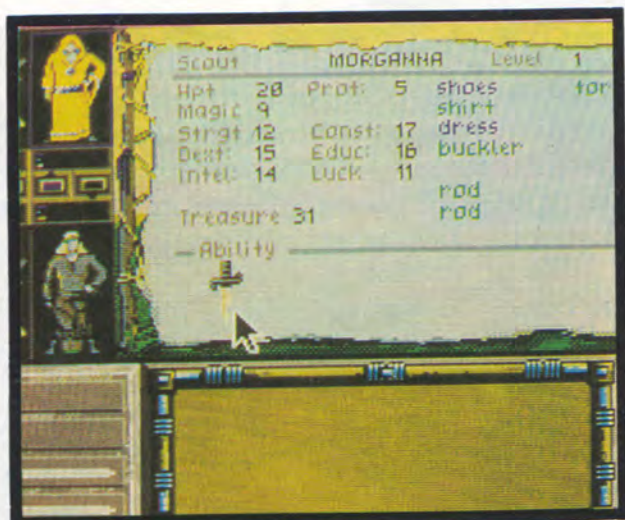 Scout MORGANNA Level 1
Hpt 20 Prot: 5 shoes tor
Magic 9 shirt
Strgt 12 Const: 17 dress
Dext: 15 Educ: 16 buckler
Intel: 14 Luck 11
rod
Treasure 31 rod
Ability